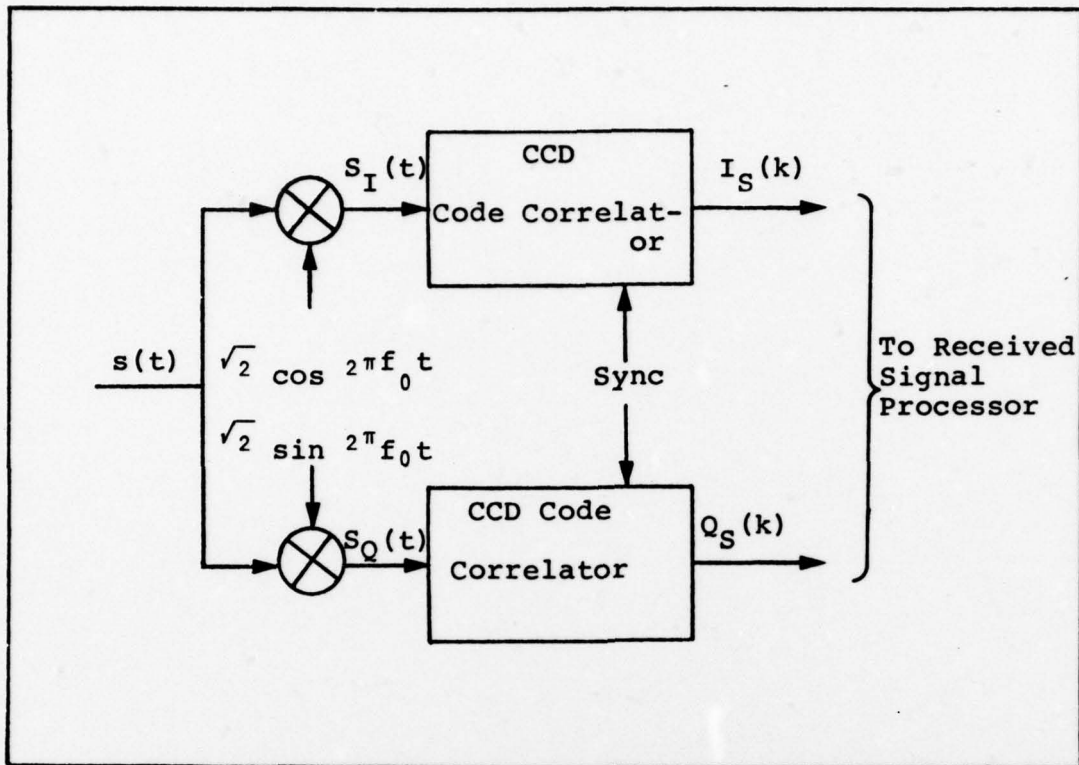 CCD
Code Correlat-
or
S_I(t)
I_S(k)
s(t)
√2 cos 2πf_0t
√2 sin 2πf_0t
Sync
To Received
Signal
Processor
S_Q(t)
CCD Code
Correlator
Q_S(k)